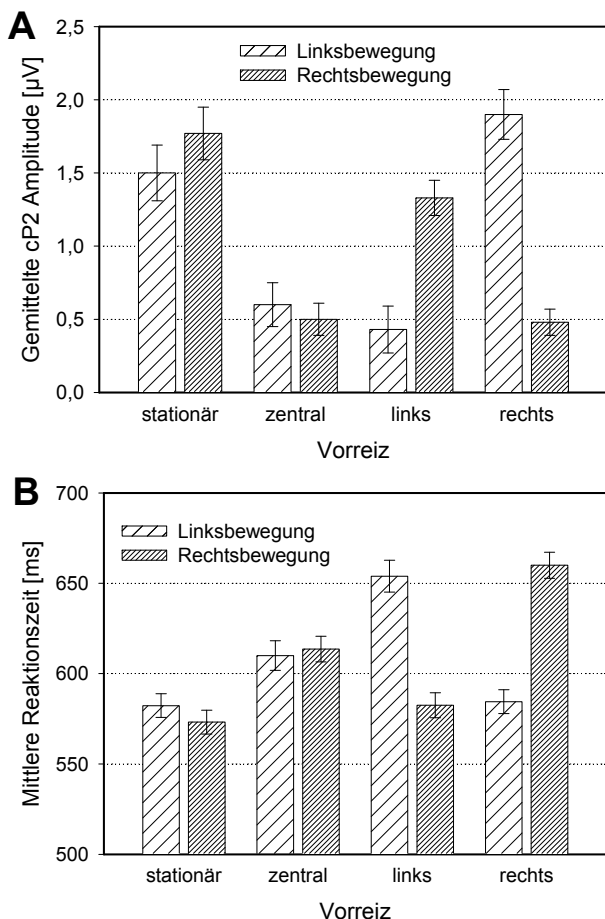 A
Gemittelte cP2 Amplitude [µV]
2,5
2,0
1,5
1,0
0,5
0,0
Linksbewegung
Rechtsbewegung
stationär zentral links rechts
Vorreiz
B
Mittlere Reaktionszeit [ms]
700
650
600
550
500
Linksbewegung
Rechtsbewegung
stationär zentral links rechts
Vorreiz